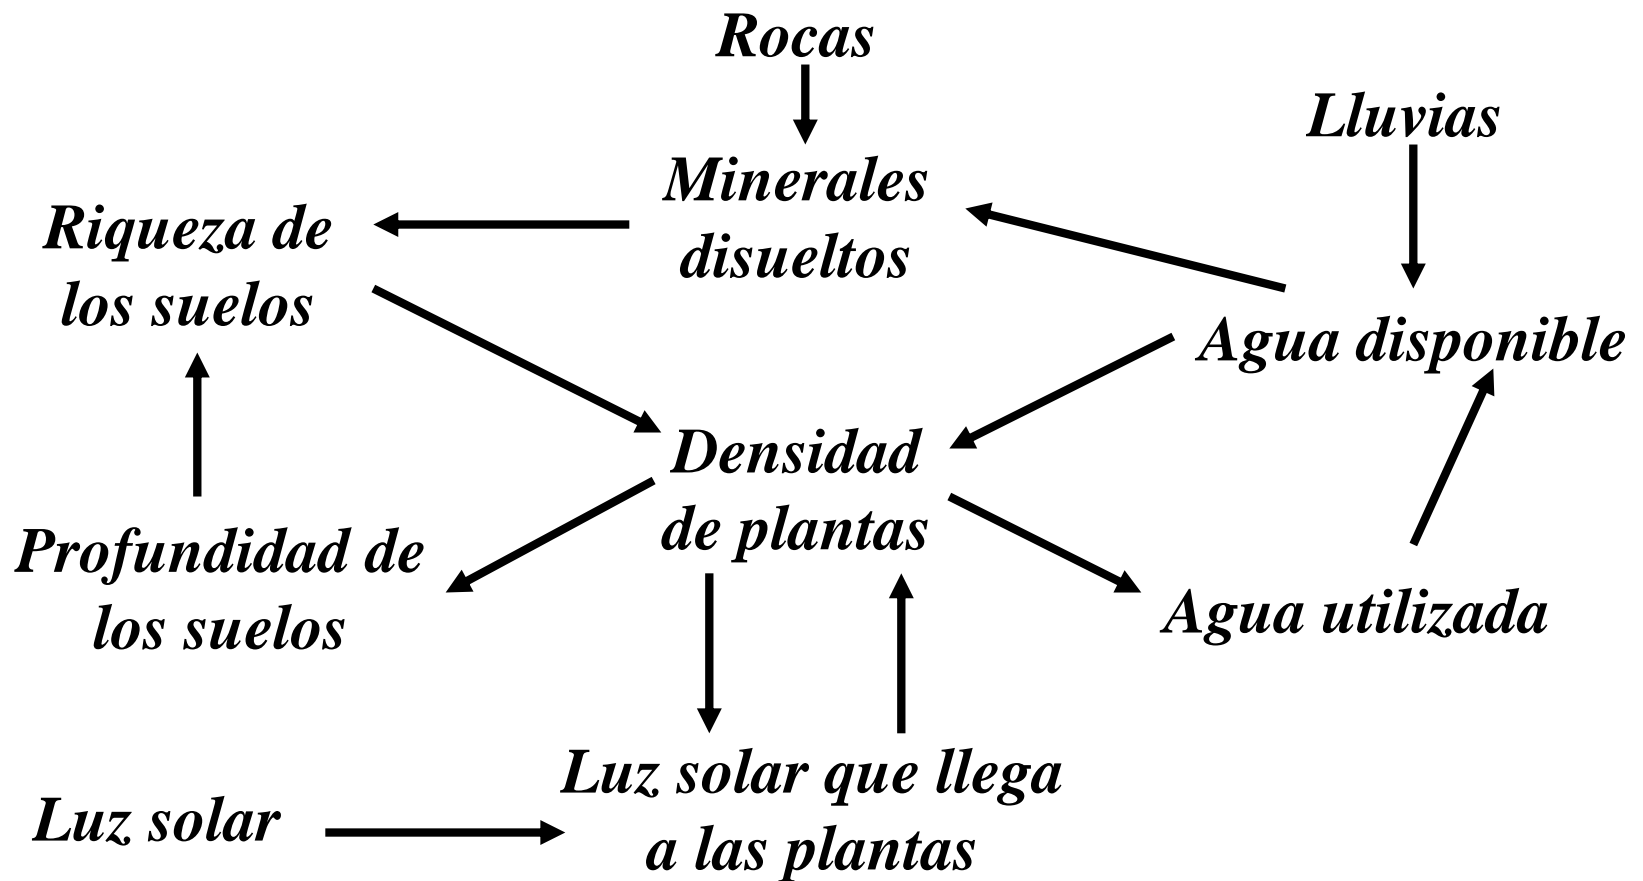 Rocas
Lluvias
Minerales
disueltos
Riqueza de
los suelos
Agua disponible
Densidad
de plantas
Profundidad de
los suelos
Agua utilizada
Luz solar que llega
a las plantas
Luz solar